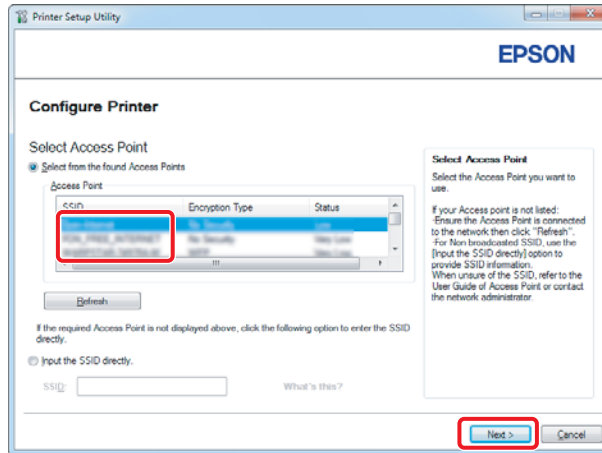 Printer Setup Utility
EPSON
Configure Printer
Select Access Point
Select from the found Access Points
Access Point
SSID Encryption Type Status
Refresh
If the required Access Point is not displayed above, click the following option to enter the SSID
directly.
Input the SSID directly.
SSID: What's this?
Select Access Point
Select the Access Point you want to
use.
If your Access point is not listed:
·Ensure the Access Point is connected
to the network then click "Refresh".
·For Non broadcasted SSID, use the
[Input the SSID directly] option to
provide SSID information.
When unsure of the SSID, refer to the
User Guide of Access Point or contact
the network administrator.
Next > Cancel